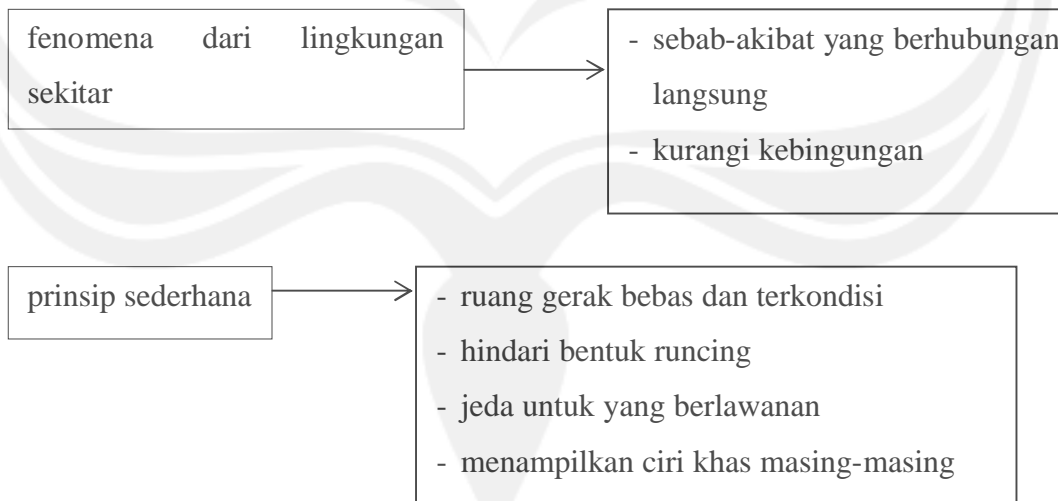 fenomena dari lingkungan
sekitar
- sebab-akibat yang berhubungan
langsung
- kurangi kebingungan
prinsip sederhana
- ruang gerak bebas dan terkondisi
- hindari bentuk runcing
- jeda untuk yang berlawanan
- menampilkan ciri khas masing-masing